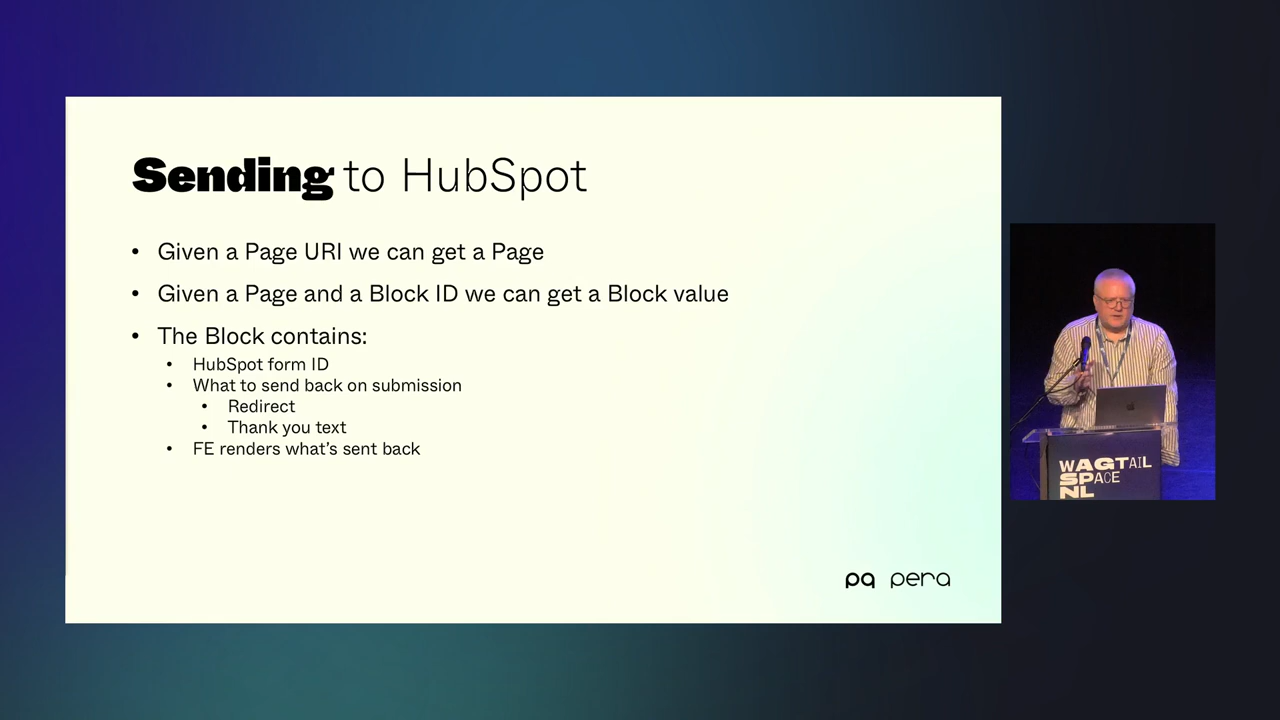 Sending to HubSpot
• Given a Page URI we can get a Page
• Given a Page and a Block ID we can get a Block value
• The Block contains:
• HubSpot form ID
• What to send back on submission
• Redirect
• Thank you text
• FE renders what’s sent back
pq pera
WAGTAIL
SPACE
NL